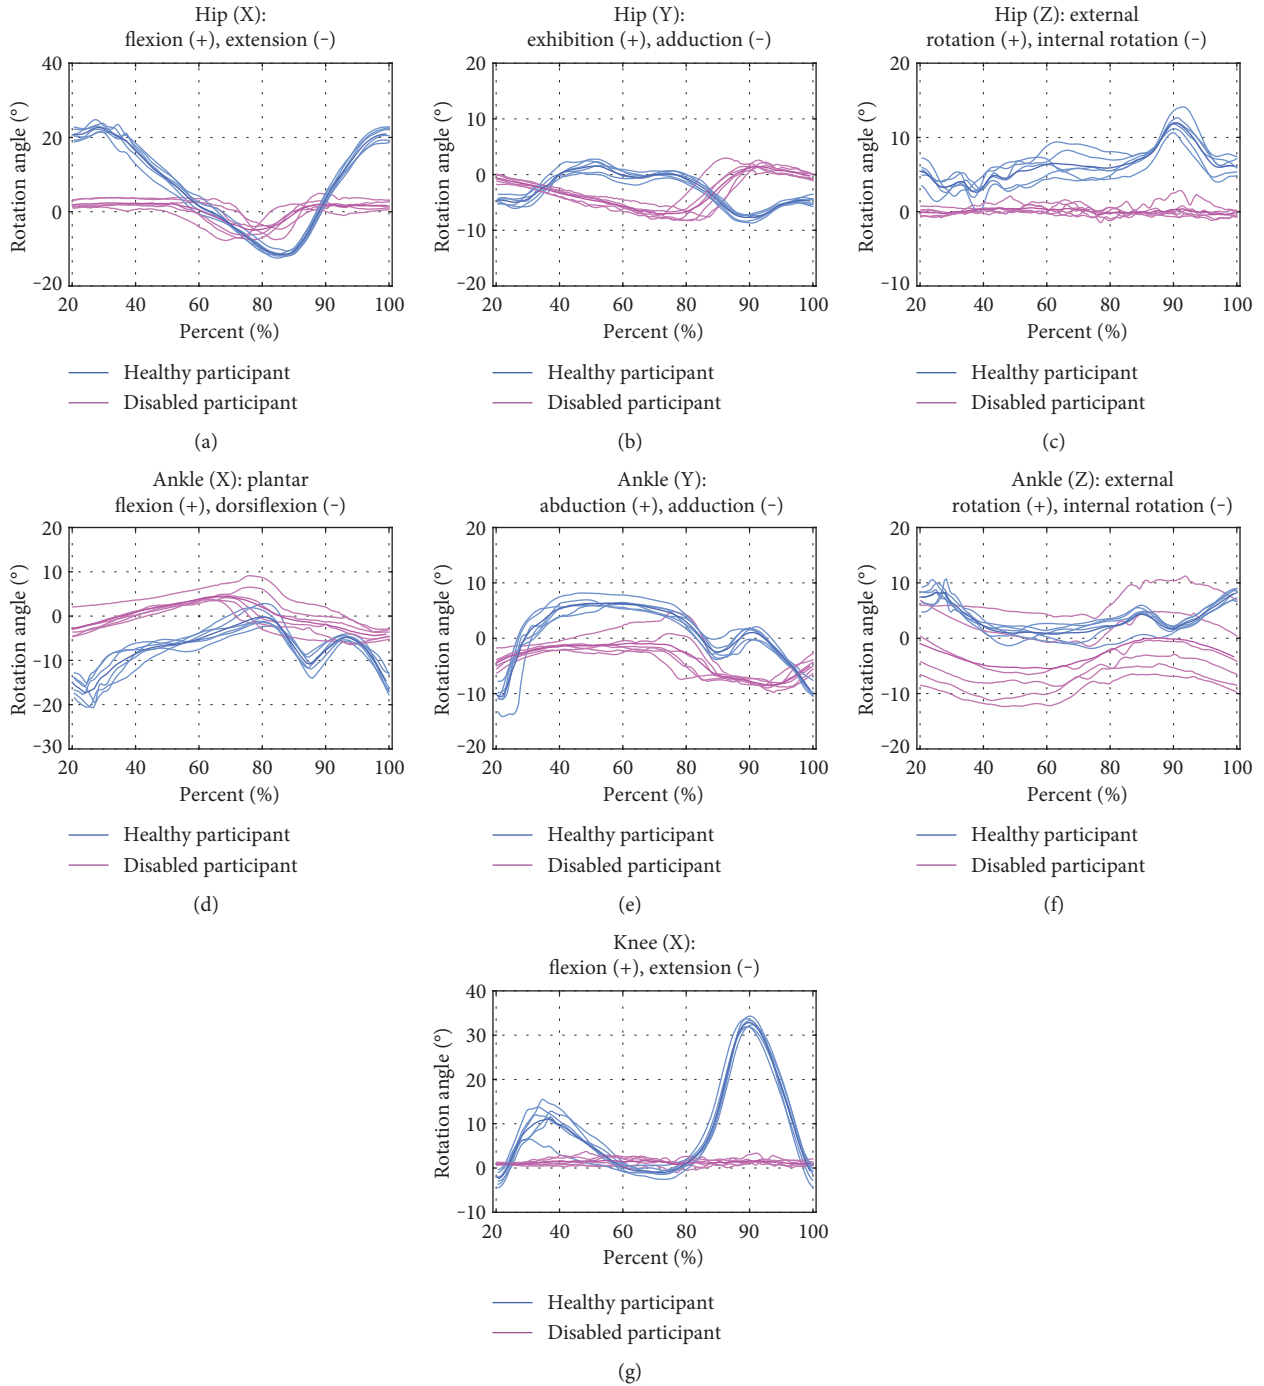 Hip (X):
flexion (+), extension (−)
40
20
0
−20
Rotation angle (°)
20 40 60 80 90 100
Percent (%)
Healthy participant
Disabled participant
(a)
Hip (Y):
exhibition (+), adduction (−)
20
10
0
−10
−20
Rotation angle (°)
20 40 60 80 90 100
Percent (%)
Healthy participant
Disabled participant
(b)
Hip (Z): external
rotation (+), internal rotation (−)
20
10
0
−10
Rotation angle (°)
20 40 60 80 90 100
Percent (%)
Healthy participant
Disabled participant
(c)
Ankle (X): plantar
flexion (+), dorsiflexion (−)
20
10
0
−10
−20
−30
Rotation angle (°)
20 40 60 80 90 100
Percent (%)
Healthy participant
Disabled participant
(d)
Ankle (Y):
abduction (+), adduction (−)
20
10
0
−10
−20
Rotation angle (°)
20 40 60 80 90 100
Percent (%)
Healthy participant
Disabled participant
(e)
Ankle (Z): external
rotation (+), internal rotation (−)
20
10
0
−10
−20
Rotation angle (°)
20 40 60 80 90 100
Percent (%)
Healthy participant
Disabled participant
(f)
Knee (X):
flexion (+), extension (−)
40
30
20
10
0
−10
Rotation angle (°)
20 40 60 80 90 100
Percent (%)
Healthy participant
Disabled participant
(g)